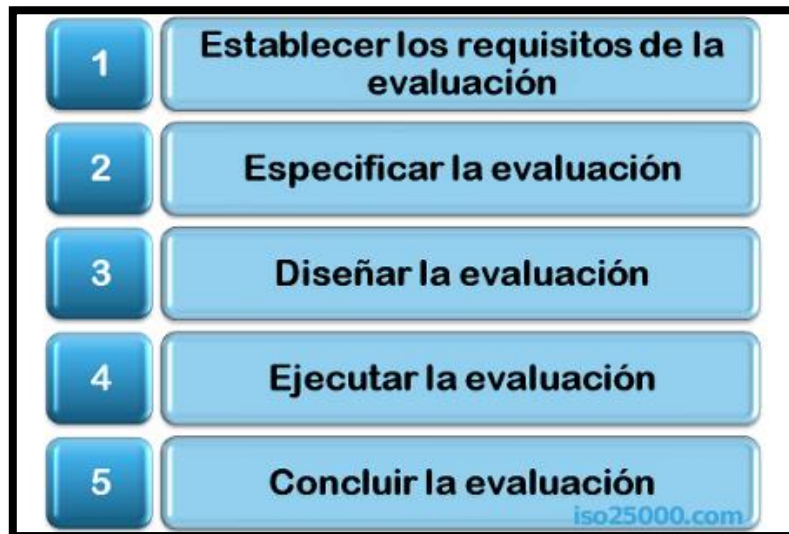 1
Establecer los requisitos de la
evaluación
2
Especificar la evaluación
3
Diseñar la evaluación
4
Ejecutar la evaluación
5
Concluir la evaluación
iso25000.com